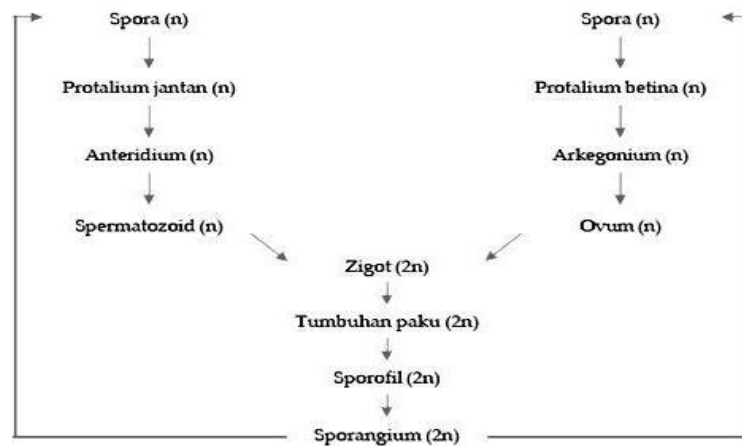 Spora (n) Spora (n)
Protalium jantan (n) Protalium betina (n)
Anteridium (n) Arkegonium (n)
Spermatozoid (n) Ovum (n)
Zigot (2n)
Tumbuhan paku (2n)
Sporofil (2n)
Sporangium (2n)